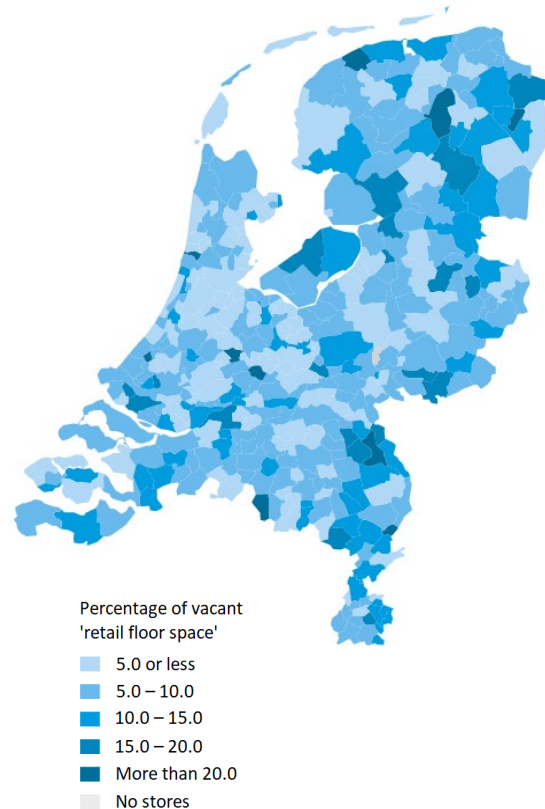 Percentage of vacant
'retail floor space'
5.0 or less
5.0 – 10.0
10.0 – 15.0
15.0 – 20.0
More than 20.0
No stores